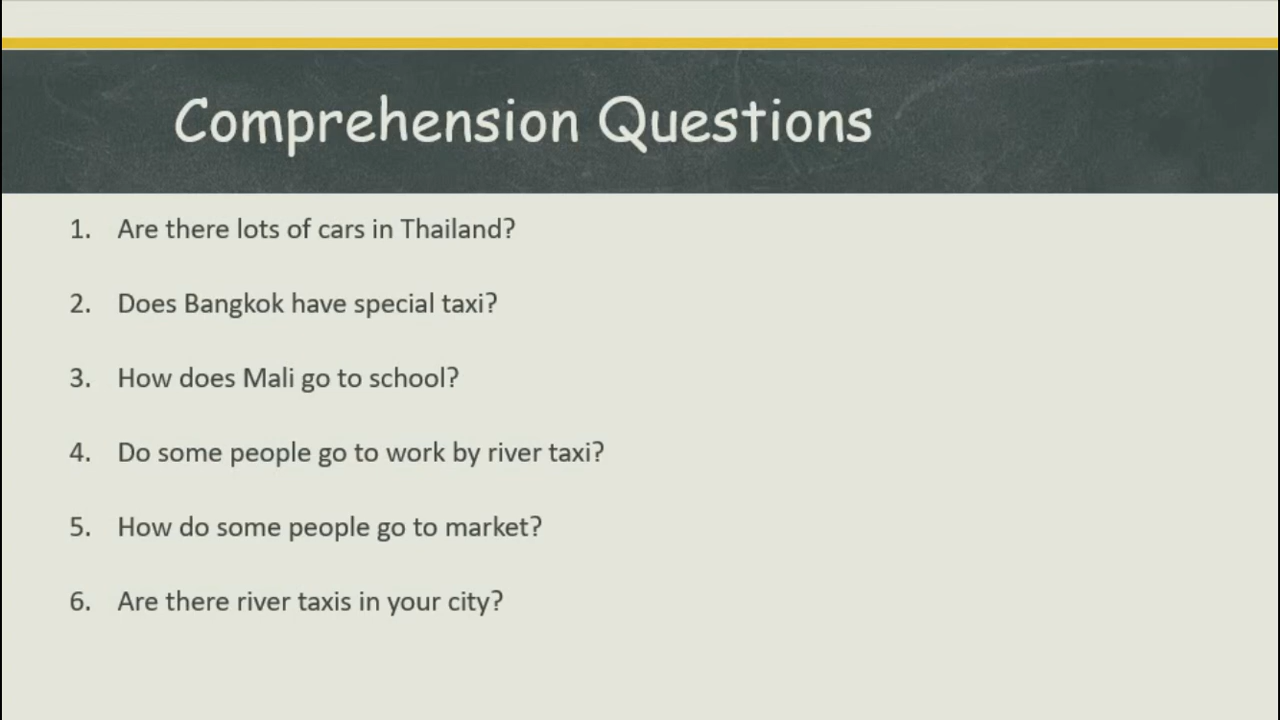 Comprehension Questions
1. Are there lots of cars in Thailand?
2. Does Bangkok have special taxi?
3. How does Mali go to school?
4. Do some people go to work by river taxi?
5. How do some people go to market?
6. Are there river taxis in your city?